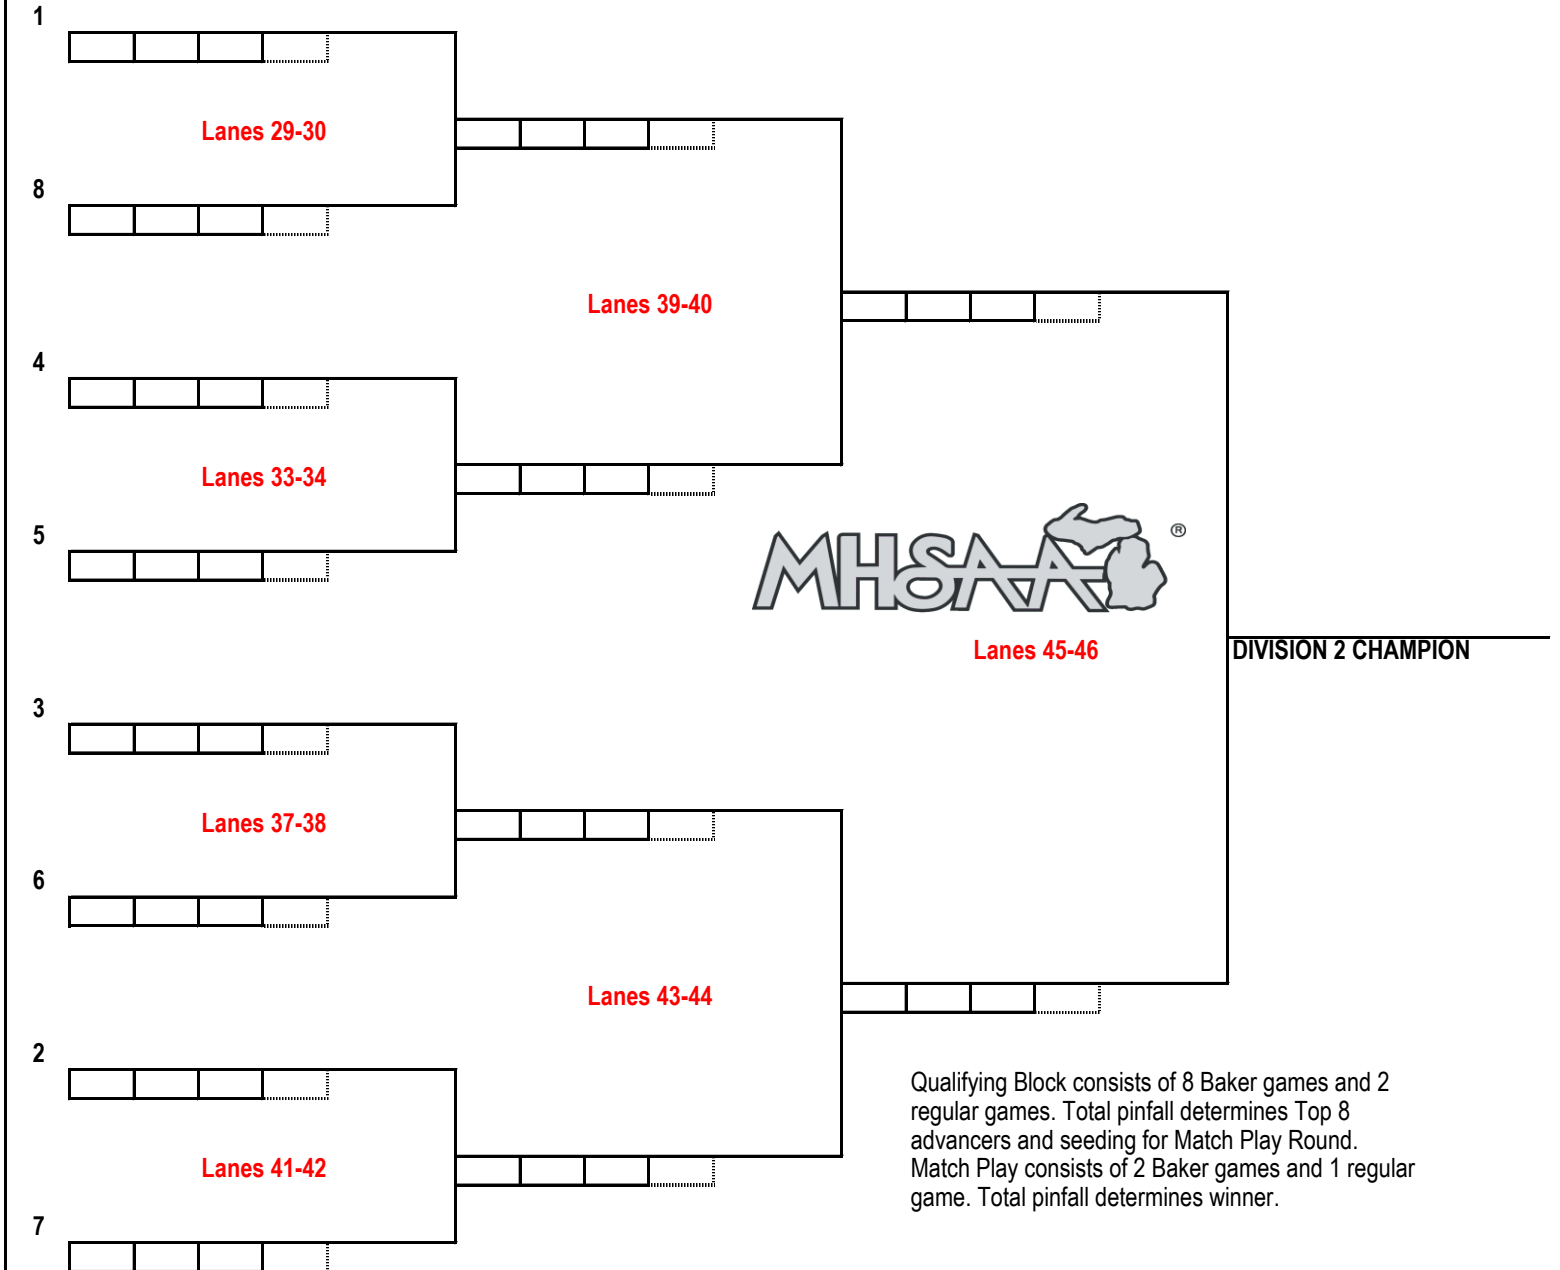 1
Lanes 29-30
8
Lanes 39-40
4
Lanes 33-34
5
MHSAA ®
Lanes 45-46
DIVISION 2 CHAMPION
3
Lanes 37-38
6
Lanes 43-44
2
Lanes 41-42
7
Qualifying Block consists of 8 Baker games and 2
regular games. Total pinfall determines Top 8
advancers and seeding for Match Play Round.
Match Play consists of 2 Baker games and 1 regular
game. Total pinfall determines winner.